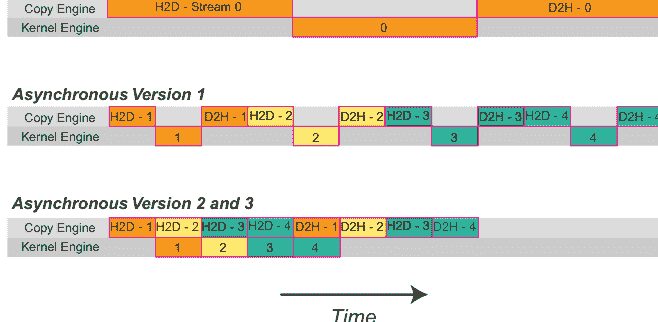 Copy Engine H2D - Stream 0 D2H - 0
Kernel Engine 0
Asynchronous Version 1
Copy Engine H2D - 1 D2H - 1 H2D - 2 D2H - 2 H2D - 3 D2H - 3 H2D - 4 D2H - 4
Kernel Engine 1 2 3 4
Asynchronous Version 2 and 3
Copy Engine H2D - 1 H2D - 2 H2D - 3 H2D - 4 D2H - 1 D2H - 2 H2D - 3 D2H - 4
Kernel Engine 1 2 3 4
Time